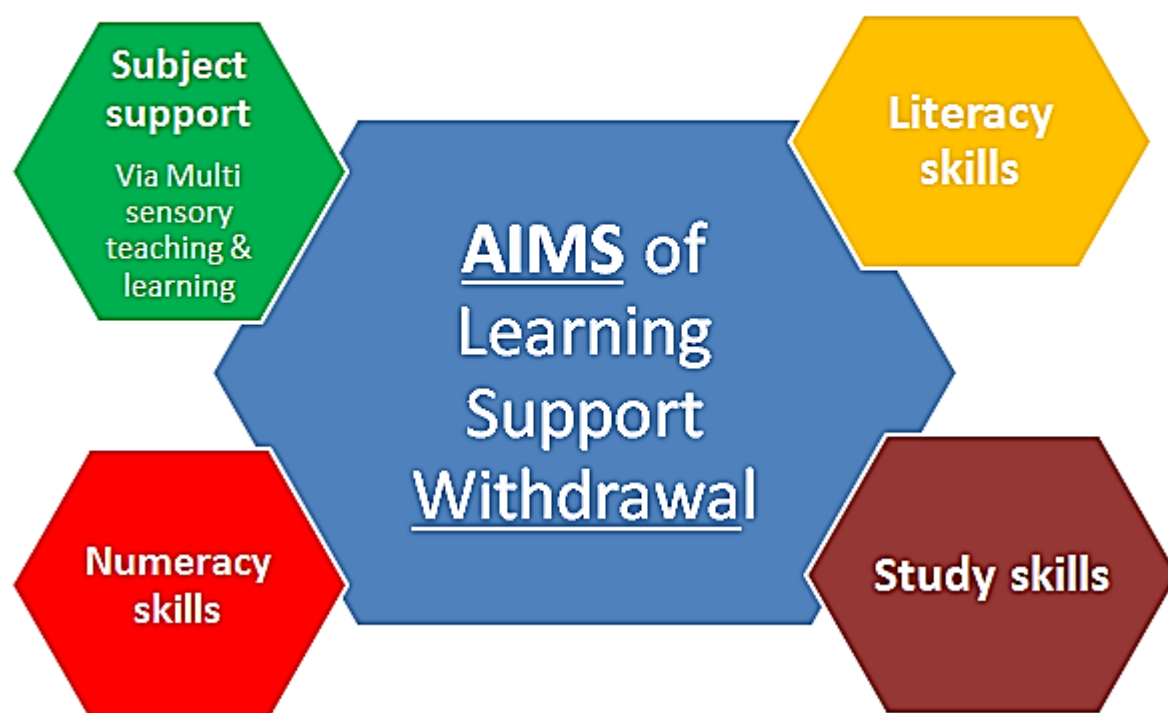 Subject
support
Via Multi
sensory
teaching &
learning
Literacy
skills
AIMS of
Learning
Support
Withdrawal
Numeracy
skills
Study skills